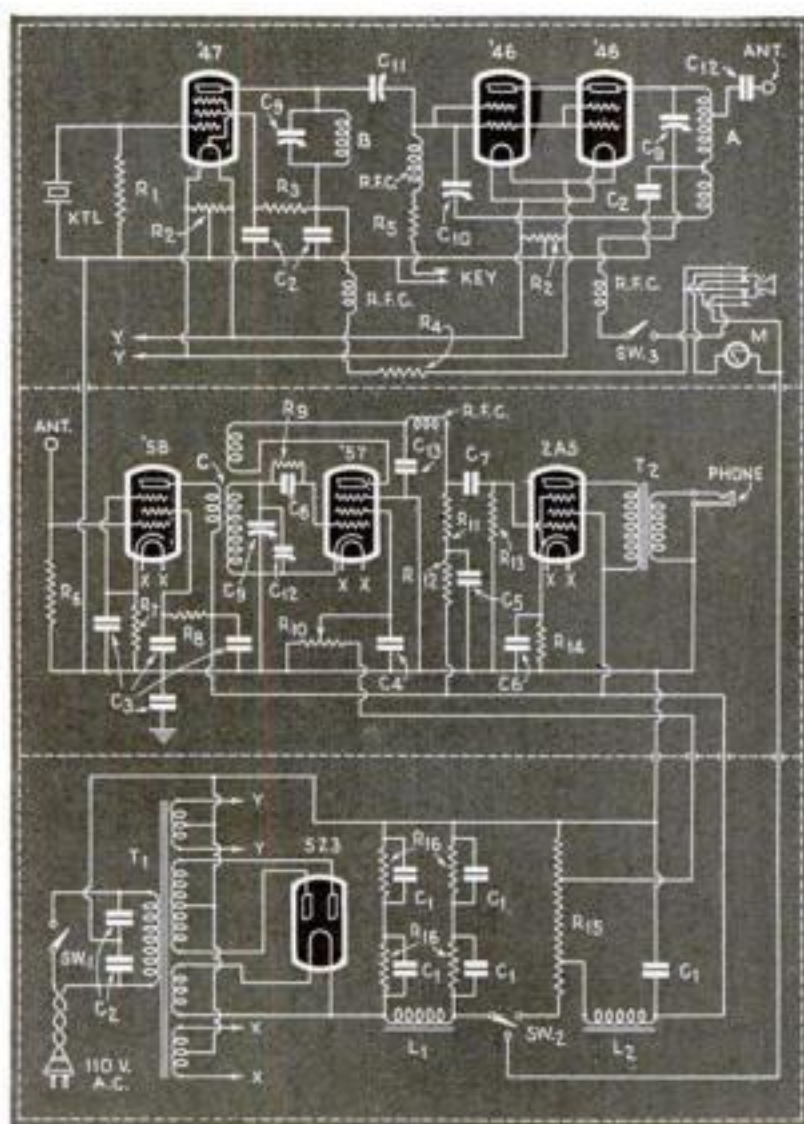 '47
'46
'46
C12
ANT.
C11
C9
B
C9
A
XTL
R1
R2
R3
R.F.C.
R5
C10
C2
C2
R2
KEY
R.F.C.
R.F.C.
Y
Y
R4
SW.3
M
ANT.
'58
C
R9
'57
R.F.C.
C13
C7
2A5
T2
PHONE
C8
R11
R13
C9
C12
X X
X X
R12
C5
X X
R6
R7
R8
R10
C3
C4
C6
R14
T1
Y
Y
5Z3
R16
C1
C1
R15
SW.1
C2
R16
C1
C1
C1
X
X
L1
SW.2
L2
110 V.
A.C.